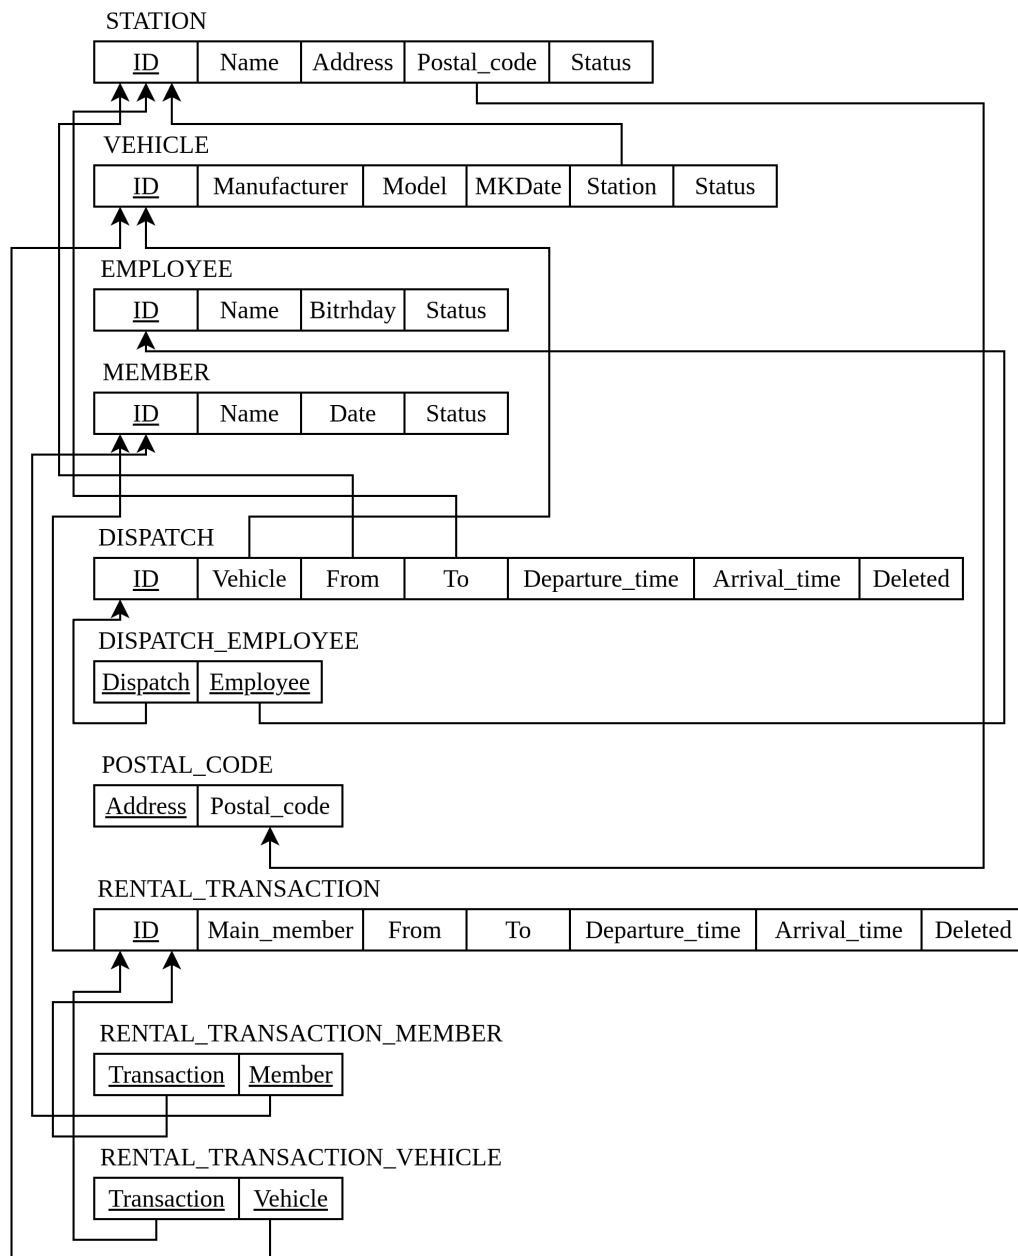 STATION
ID Name Address Postal_code Status
VEHICLE
ID Manufacturer Model MKDate Station Status
EMPLOYEE
ID Name Bitrhday Status
MEMBER
ID Name Date Status
DISPATCH
ID Vehicle From To Departure_time Arrival_time Deleted
DISPATCH_EMPLOYEE
Dispatch Employee
POSTAL_CODE
Address Postal_code
RENTAL_TRANSACTION
ID Main_member From To Departure_time Arrival_time Deleted
RENTAL_TRANSACTION_MEMBER
Transaction Member
RENTAL_TRANSACTION_VEHICLE
Transaction Vehicle